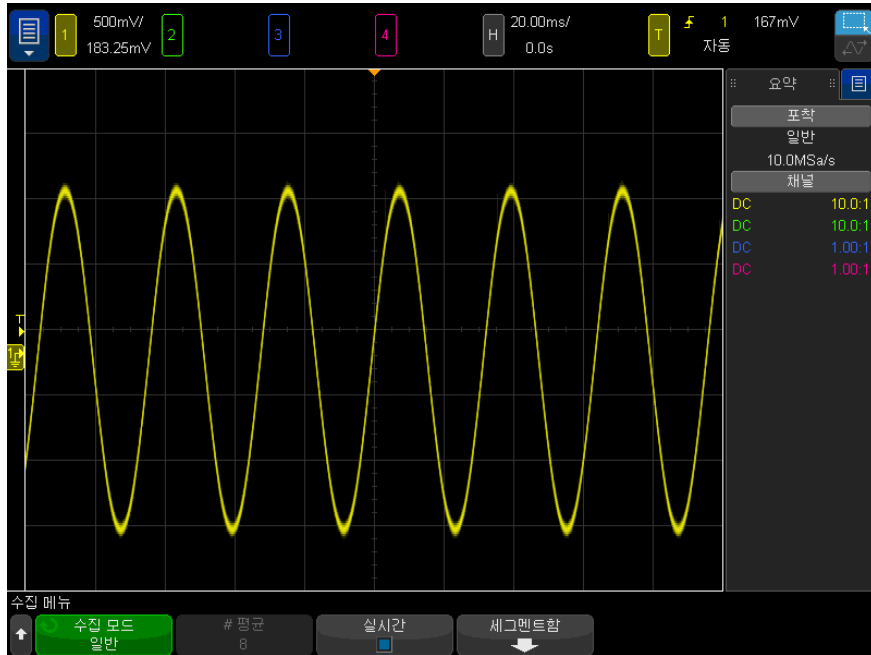 1 500mV/ 183.25mV 2 3 4 H 20.00ms/ 0.0s T 1 167mV 자동
요약
포착
일반
10.0MSa/s
채널
DC 10.0:1
DC 10.0:1
DC 1.00:1
DC 1.00:1
T
1
수집 메뉴
수집 모드 일반
# 평균 8
실시간
세그멘트함